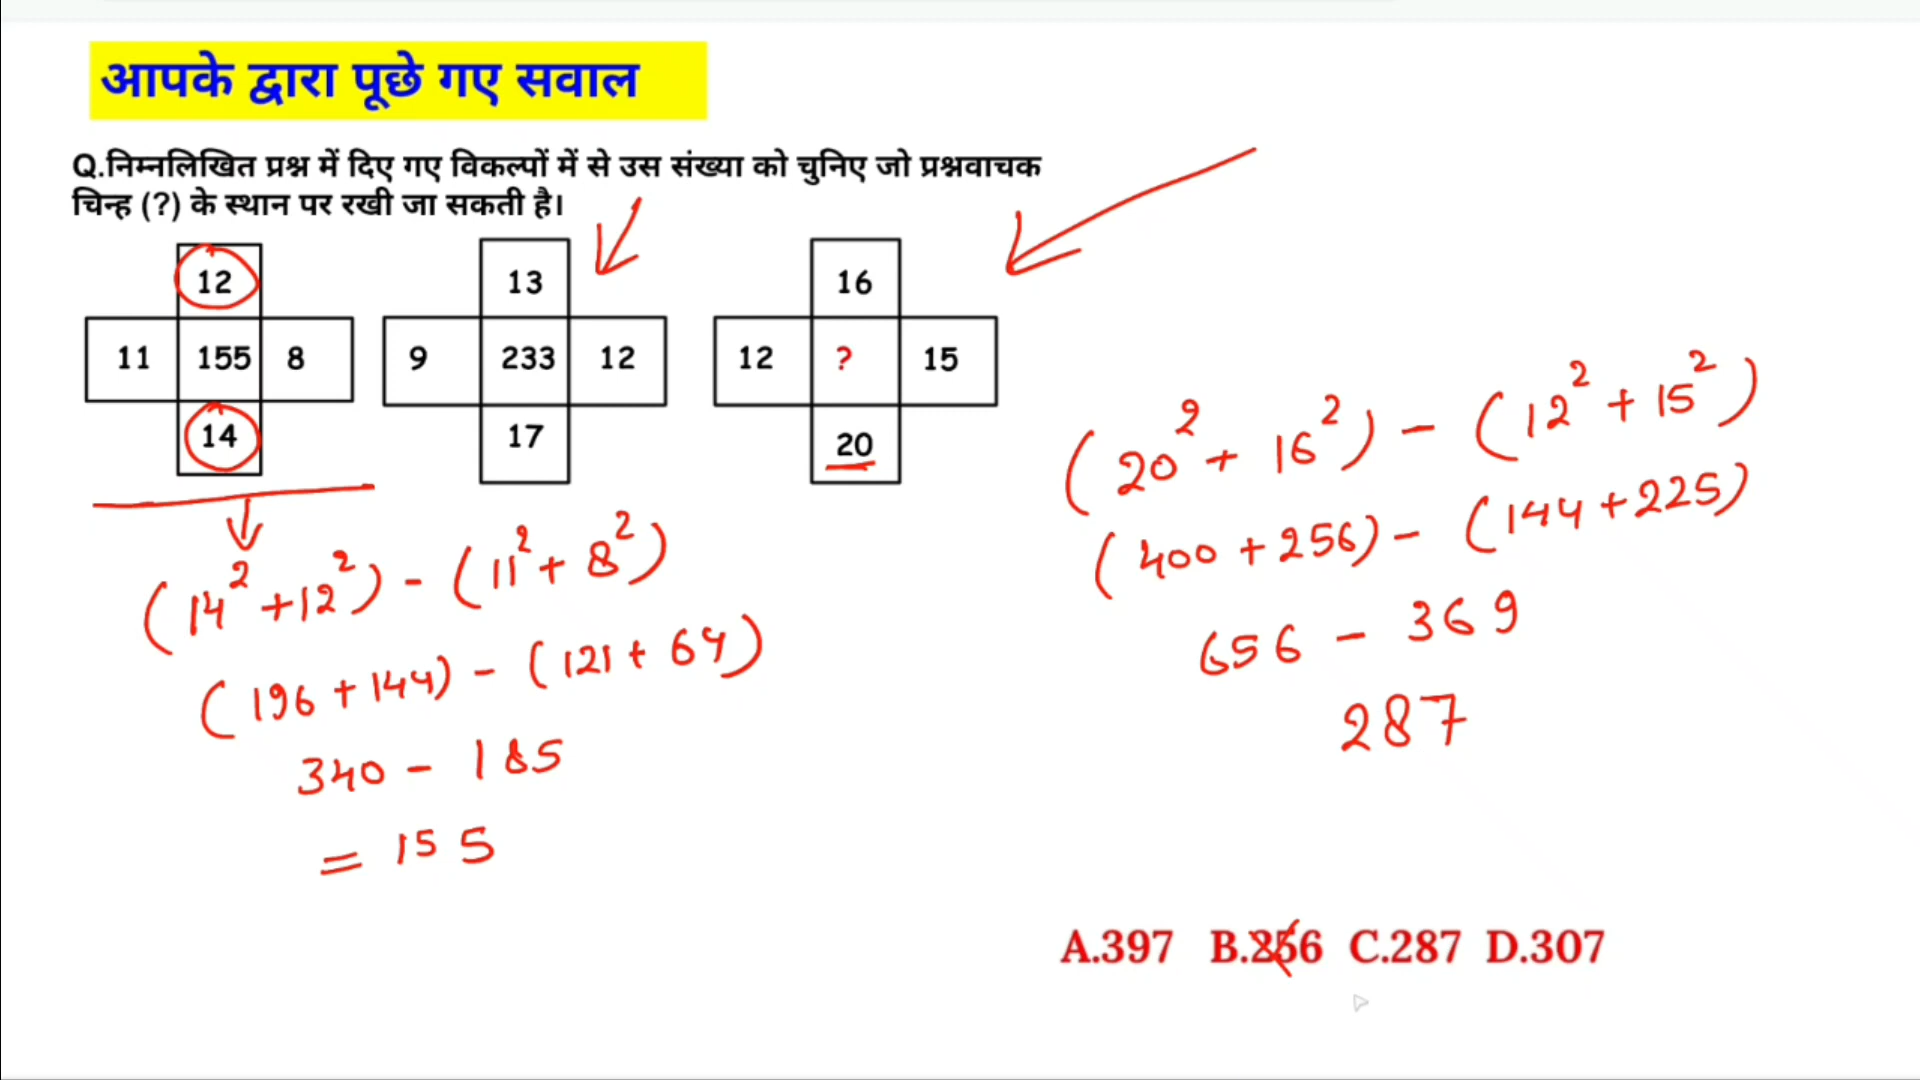 आपके द्वारा पूछे गए सवाल
Q.निम्नलिखित प्रश्न में दिए गए विकल्पों में से उस संख्या को चुनिए जो प्रश्नवाचक
चिन्ह (?) के स्थान पर रखी जा सकती है।
12
11 155 8
14
13
9 233 12
17
16
12 ? 15
20
(14² + 12²) - (11² + 8²)
(196 + 144) - (121 + 64)
340 - 185
= 155
(20² + 16²) - (12² + 15²)
(400 + 256) - (144 + 225)
656 - 369
287
A.397 B.256 C.287 D.307